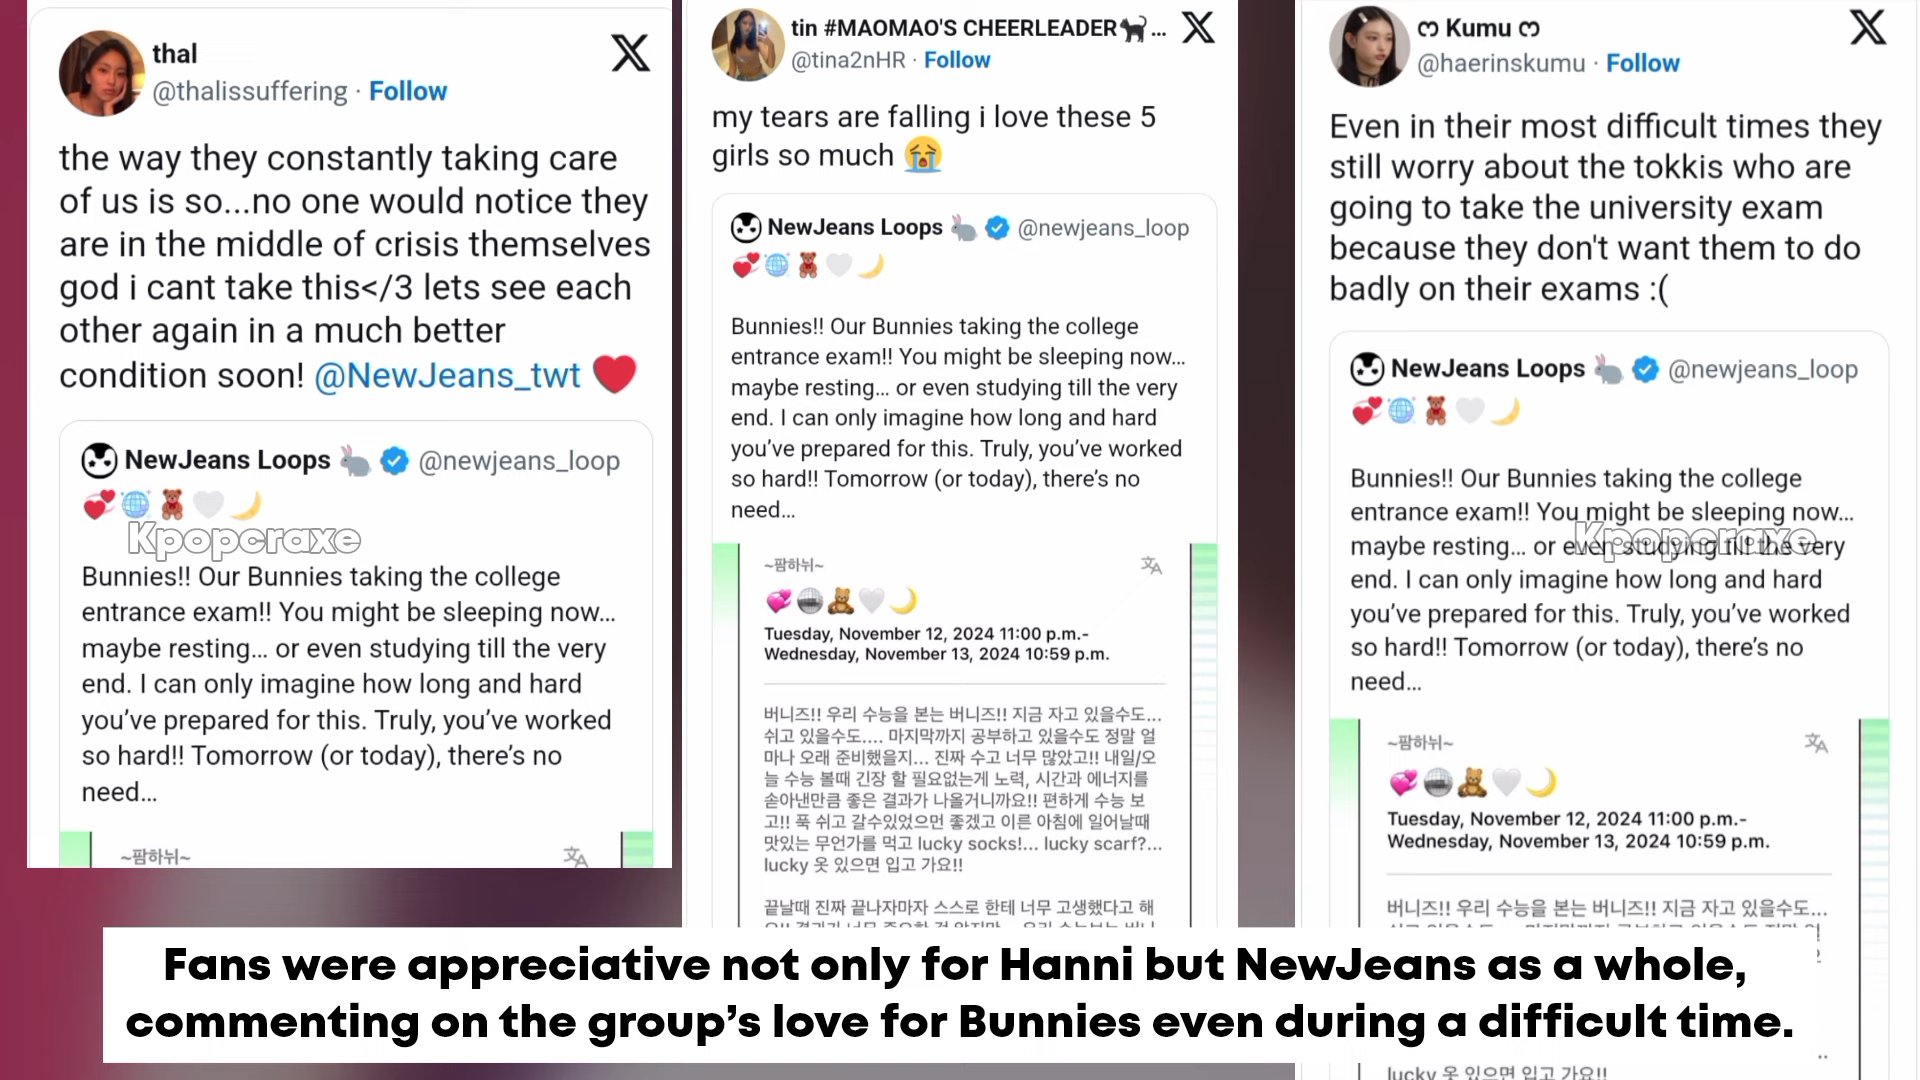 thal
@thalissuffering · Follow
the way they constantly taking care
of us is so...no one would notice they
are in the middle of crisis themselves
god i cant take this</3 lets see each
other again in a much better
condition soon! @NewJeans_twt ❤️
NewJeans Loops 🐇 @newjeans_loop
💞🪩🧸🤍🌙
Kpopcraxe
Bunnies!! Our Bunnies taking the college
entrance exam!! You might be sleeping now…
maybe resting… or even studying till the very
end. I can only imagine how long and hard
you’ve prepared for this. Truly, you’ve worked
so hard!! Tomorrow (or today), there’s no
need…
~팜하뉘~
tin #MAOMAO'S CHEERLEADER🐈‍⬛...
@tina2nHR · Follow
my tears are falling i love these 5
girls so much 😭
NewJeans Loops 🐇 @newjeans_loop
💞🪩🧸🤍🌙
Bunnies!! Our Bunnies taking the college
entrance exam!! You might be sleeping now…
maybe resting… or even studying till the very
end. I can only imagine how long and hard
you’ve prepared for this. Truly, you’ve worked
so hard!! Tomorrow (or today), there’s no
need…
~팜하뉘~
💞🪩🧸🤍🌙
Tuesday, November 12, 2024 11:00 p.m.-
Wednesday, November 13, 2024 10:59 p.m.
버니즈!! 우리 수능을 본는 버니즈!! 지금 자고 있을수도...
쉬고 있을수도.... 마지막까지 공부하고 있을수도 정말 얼
마나 오래 준비했을지... 진짜 수고 너무 많았고!! 내일/오
늘 수능 볼때 긴장 할 필요없는게 노력, 시간과 에너지를
솓아낸만큼 좋은 결과가 나올거니까요!! 편하게 수능 보
고!! 푹 쉬고 갈수있었으먼 좋겠고 이른 아침에 일어날때
맛있는 무언가를 먹고 lucky socks!... lucky scarf?...
lucky 옷 있으면 입고 가요!!
끝날때 진짜 끝나자마자 스스로 한테 너무 고생했다고 해
ෆ Kumu ෆ
@haerinskumu · Follow
Even in their most difficult times they
still worry about the tokkis who are
going to take the university exam
because they don't want them to do
badly on their exams :(
NewJeans Loops 🐇 @newjeans_loop
💞🪩🧸🤍🌙
Bunnies!! Our Bunnies taking the college
entrance exam!! You might be sleeping now…
Kpopcraxe
maybe resting… or even studying till the very
end. I can only imagine how long and hard
you’ve prepared for this. Truly, you’ve worked
so hard!! Tomorrow (or today), there’s no
need…
~팜하뉘~
💞🪩🧸🤍🌙
Tuesday, November 12, 2024 11:00 p.m.-
Wednesday, November 13, 2024 10:59 p.m.
버니즈!! 우리 수능을 본는 버니즈!! 지금 자고 있을수도...
lucky 옷 있으면 입고 가요!!
Fans were appreciative not only for Hanni but NewJeans as a whole,
commenting on the group’s love for Bunnies even during a difficult time.